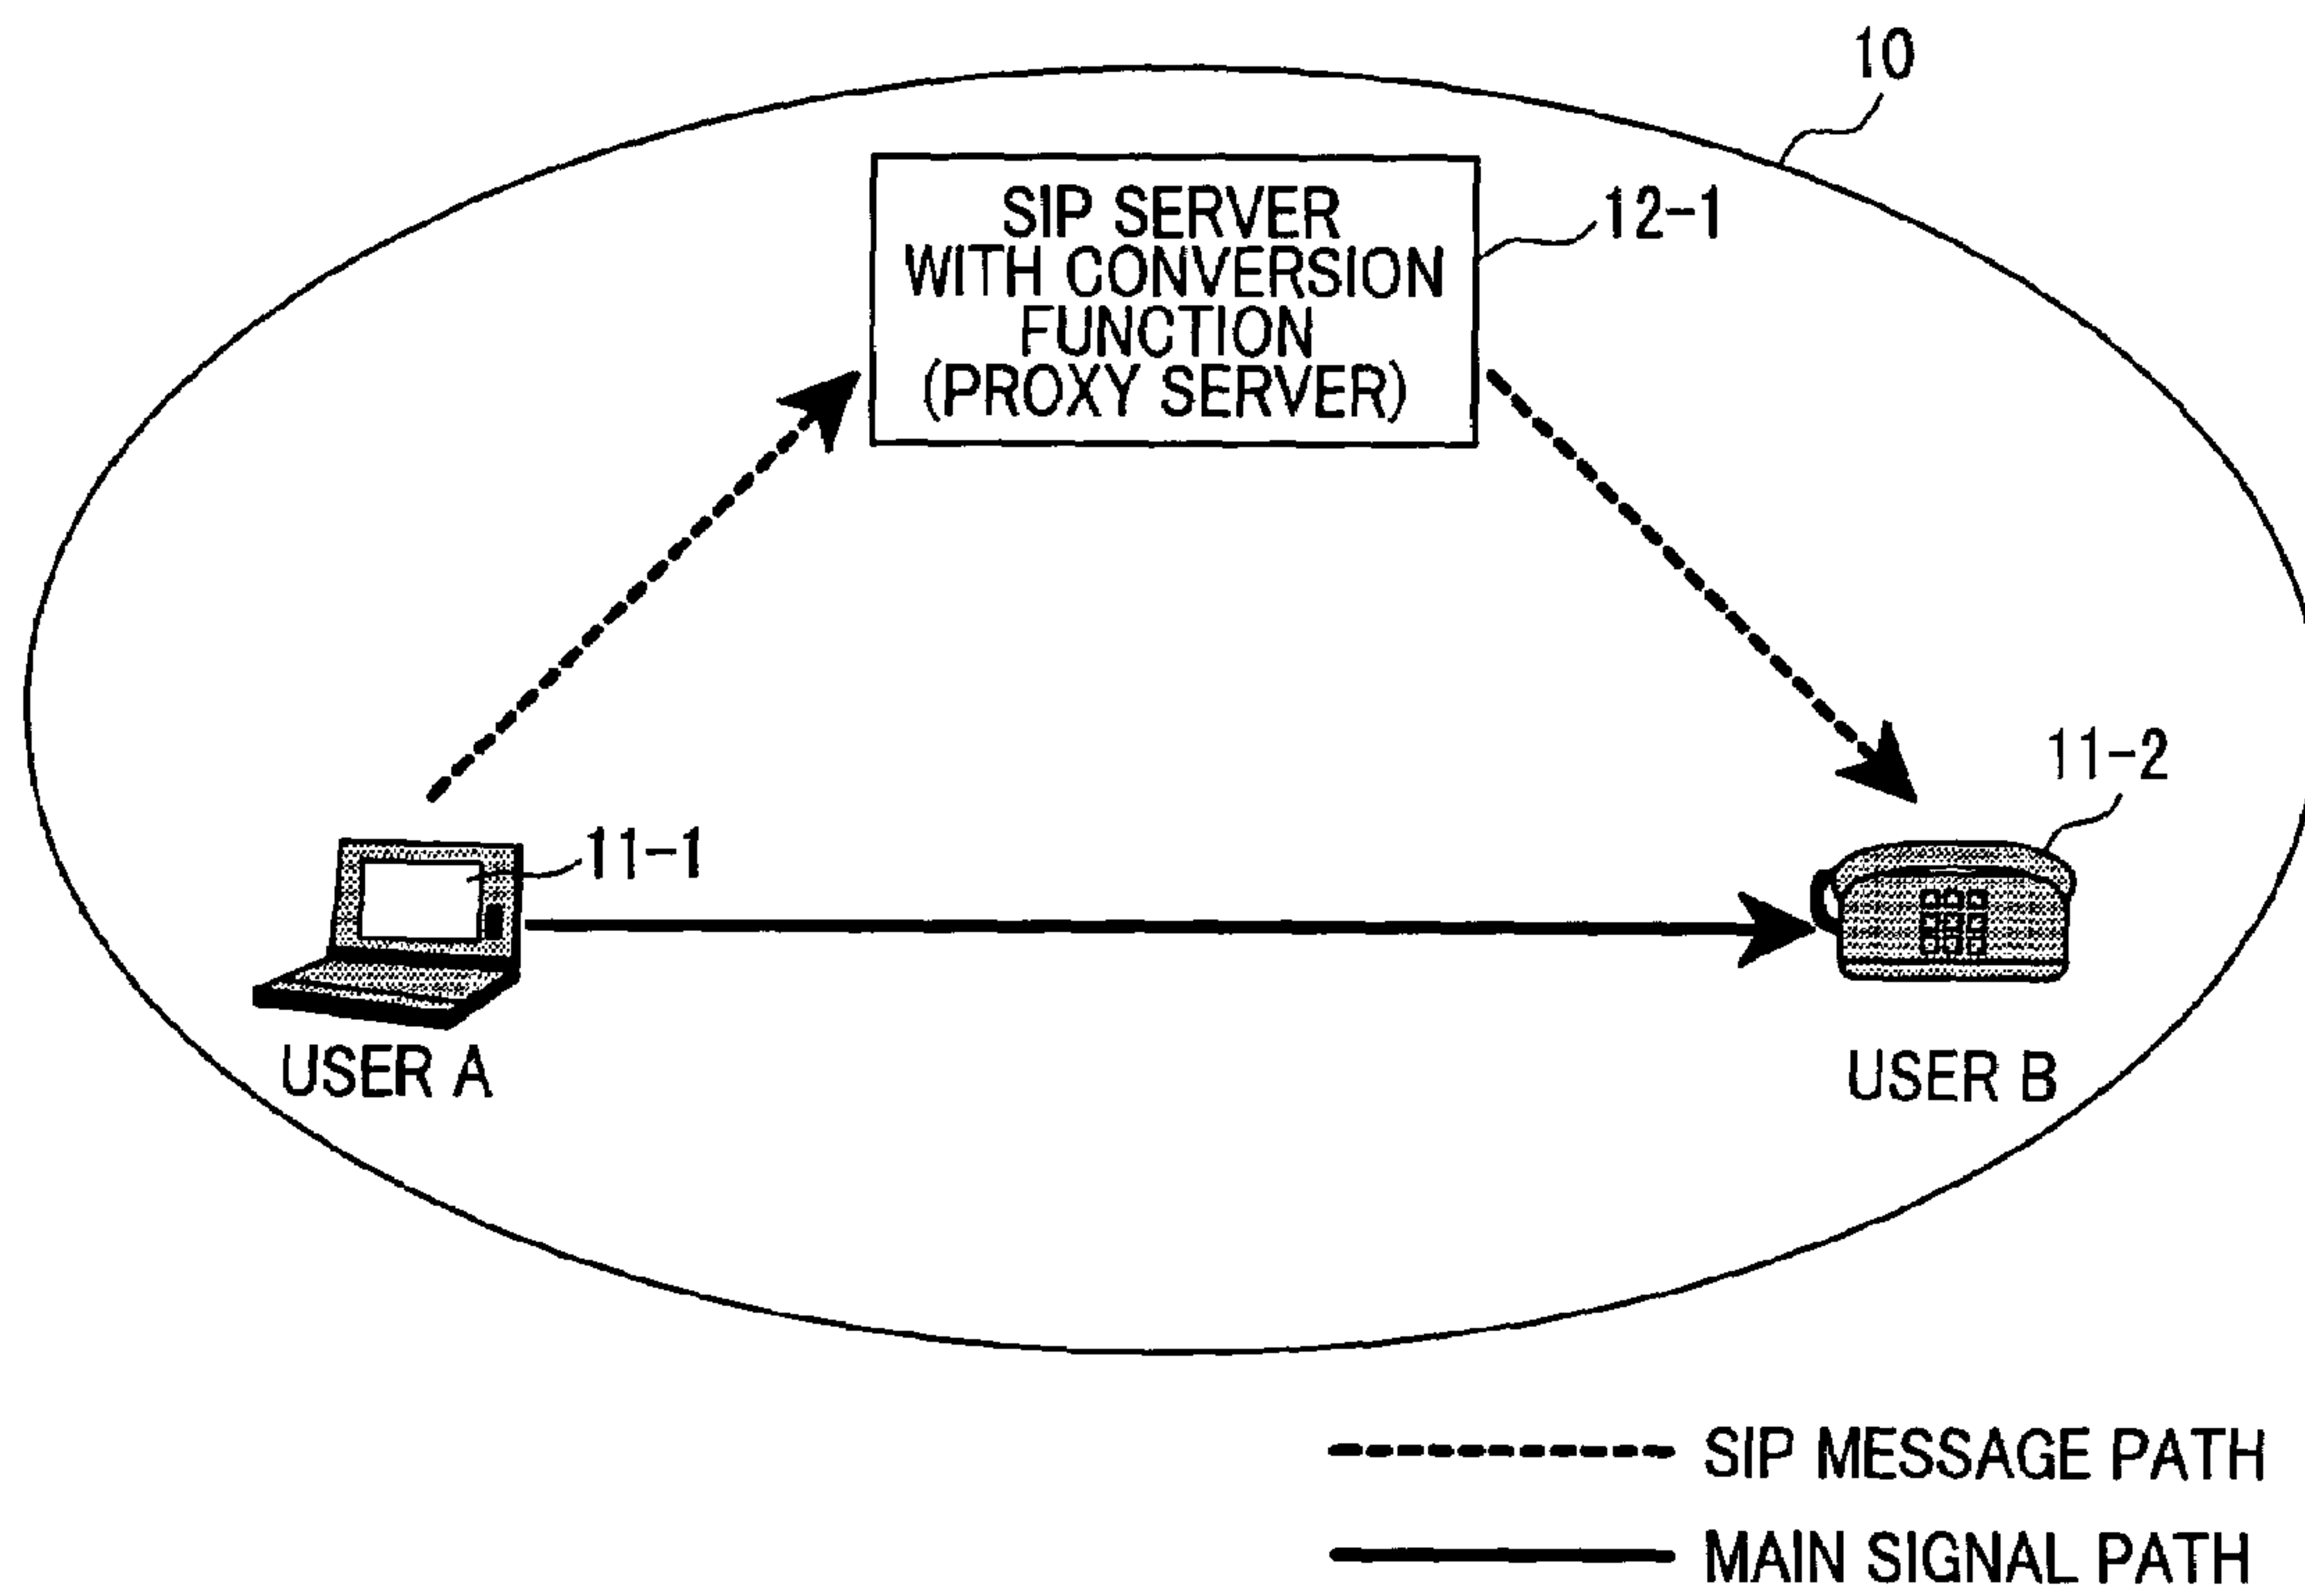 10
SIP SERVER
WITH CONVERSION
FUNCTION
(PROXY SERVER)
12-1
11-2
11-1
USER A
USER B
SIP MESSAGE PATH
MAIN SIGNAL PATH